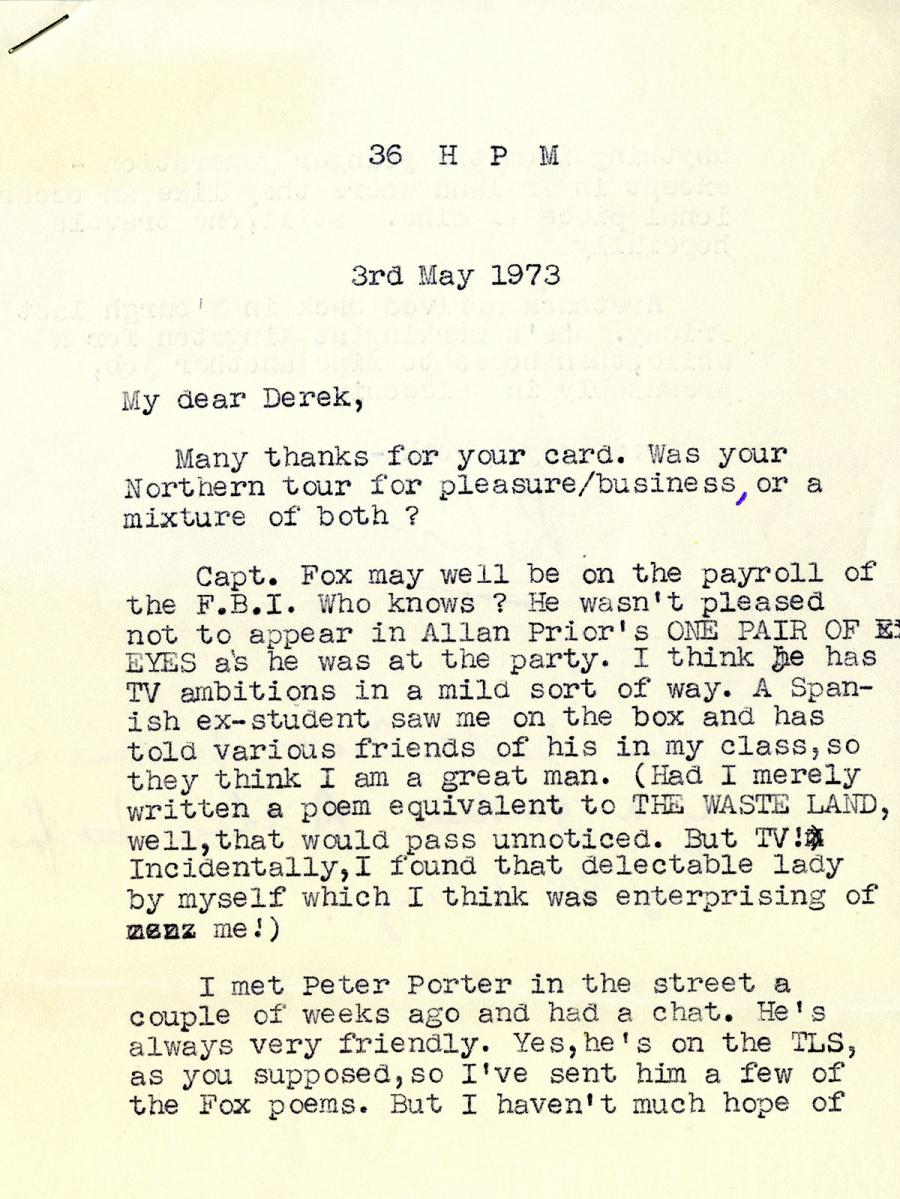 36 H P M
3rd May 1973
My dear Derek,
Many thanks for your card. Was your
Northern tour for pleasure/business, or a
mixture of both ?
Capt. Fox may well be on the payroll of
the F.B.I. Who knows ? He wasn't pleased
not to appear in Allan Prior's ONE PAIR OF
EYES as he was at the party. I think he has
TV ambitions in a mild sort of way. A Span-
ish ex-student saw me on the box and has
told various friends of his in my class,so
they think I am a great man. (Had I merely
written a poem equivalent to THE WASTE LAND,
well,that would pass unnoticed. But TV!
Incidentally,I found that delectable lady
by myself which I think was enterprising of
me!)
I met Peter Porter in the street a
couple of weeks ago and had a chat. He's
always very friendly. Yes,he's on the TLS,
as you supposed,so I've sent him a few of
the Fox poems. But I haven't much hope of